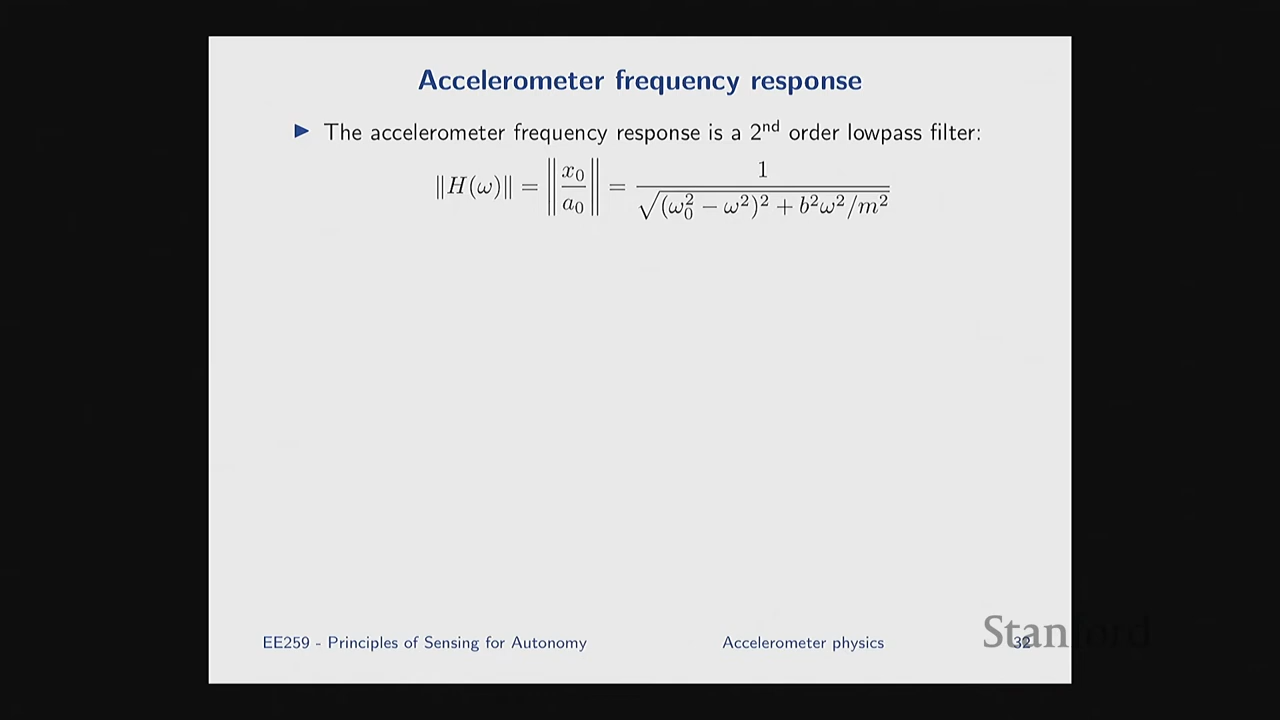 Accelerometer frequency response
▶ The accelerometer frequency response is a 2nd order lowpass filter:
‖H(ω)‖ = ‖x₀/a₀‖ = 1/√((ω₀² − ω²)² + b²ω²/m²)
EE259 - Principles of Sensing for Autonomy Accelerometer physics 32
Stanford